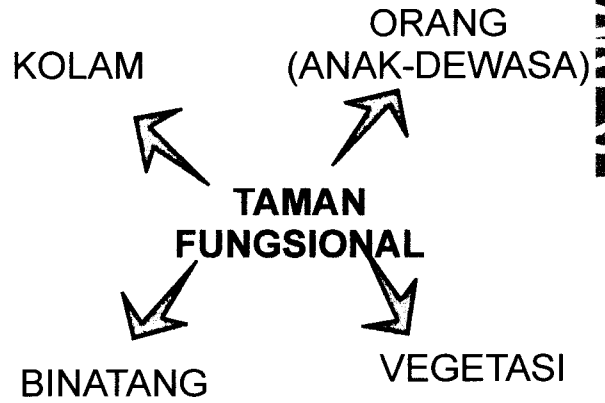 KOLAM
ORANG
(ANAK-DEWASA)
TAMAN
FUNGSIONAL
BINATANG
VEGETASI